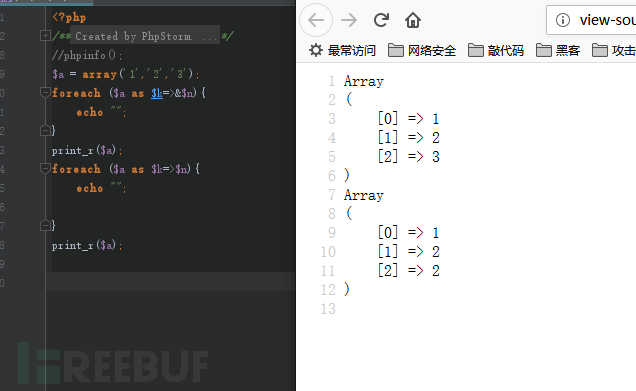 <?php
/** Created by PhpStorm. ...*/
//phpinfo();
$a = array('1','2','3');
foreach ($a as $k=>&$n){
echo "";
}
print_r($a);
foreach ($a as $k=>$n){
echo "";
}
print_r($a);
REEBUF
view-sou
最常访问 网络安全 敲代码 黑客 攻击
1 Array
2 (
3 [0] => 1
4 [1] => 2
5 [2] => 3
6 )
7 Array
8 (
9 [0] => 1
10 [1] => 2
11 [2] => 2
12 )
13